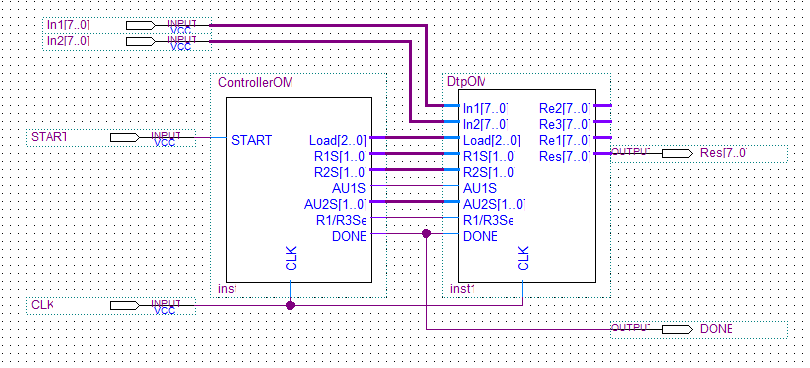 In1[7..0] INPUT VCC
In2[7..0] INPUT VCC
ControllerOM
DtpOM
START INPUT VCC
START
Load[2..0]
R1S[1..0]
R2S[1..0]
AU1S
AU2S[1..0]
R1/R3Se
DONE
CLK
inst
In1[7..0]
In2[7..0]
Load[2..0]
R1S[1..0]
R2S[1..0]
AU1S
AU2S[1..0]
R1/R3Se
DONE
CLK
inst1
Re2[7..0]
Re3[7..0]
Re1[7..0]
Res[7..0]
OUTPUT Res[7..0]
CLK INPUT VCC
OUTPUT DONE